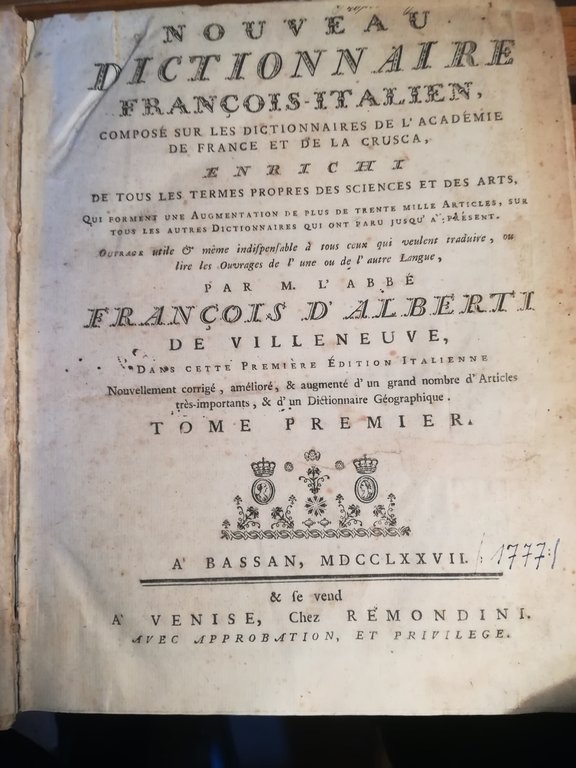 NOUVEAU
DICTIONNAIRE
FRANÇOIS-ITALIEN,
COMPOSÉ SUR LES DICTIONNAIRES DE L'ACADÉMIE
DE FRANCE ET DE LA CRUSCA,
ENRICHI
DE TOUS LES TERMES PROPRES DES SCIENCES ET DES ARTS,
QUI FORMENT UNE AUGMENTATION DE PLUS DE TRENTE MILLE ARTICLES, SUR
TOUS LES AUTRES DICTIONNAIRES QUI ONT PARU JUSQU'A' PRÉSENT.
OUVRAGE utile & même indispensable à tous ceux qui veulent traduire, ou
lire les Ouvrages de l'une ou de l'autre Langue,
PAR M. L'ABBÉ
FRANÇOIS D'ALBERTI
DE VILLENEUVE,
DANS CETTE PREMIÈRE ÉDITION ITALIENNE
Nouvellement corrigé, amélioré, & augmenté d'un grand nombre d'Articles
très-importants, & d'un Dictionnaire Géographique.
TOME PREMIER.
A' BASSAN, MDCCLXXVII. /:1777:/
& se vend
A' VENISE, Chez REMONDINI.
AVEC APPROBATION, ET PRIVILEGE.